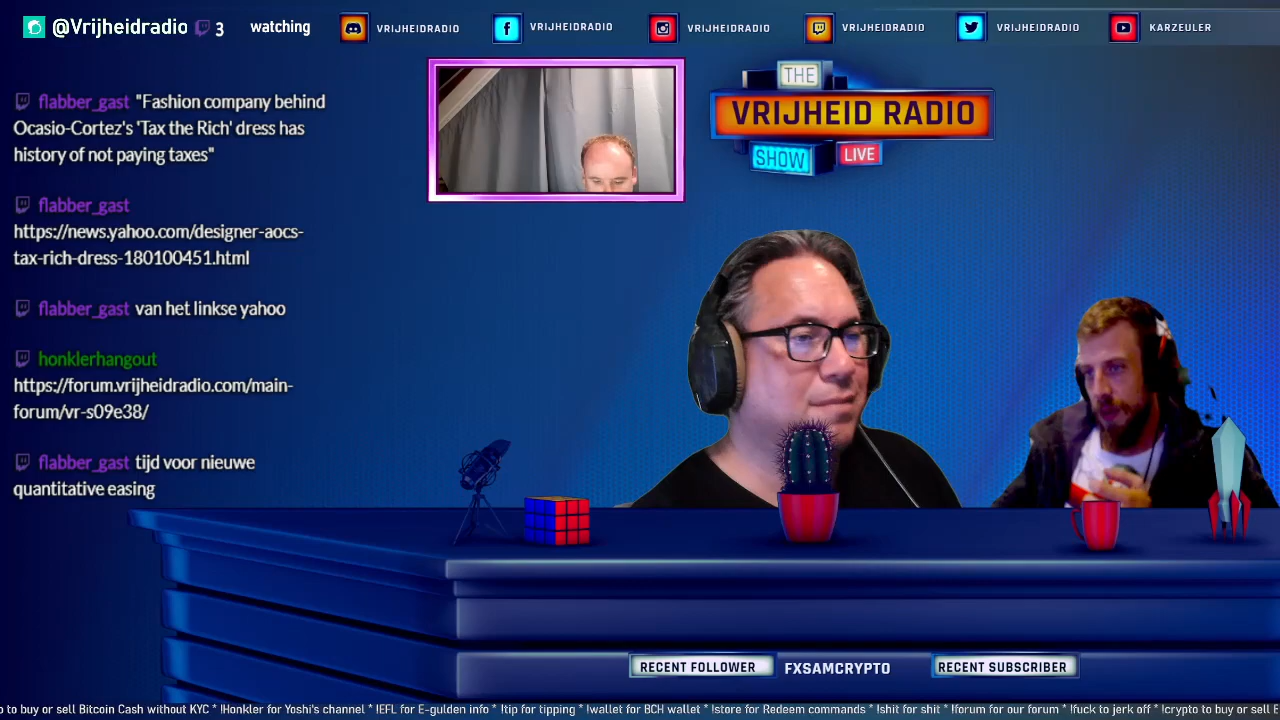 @Vrijheidradio 3 watching
VRIJHEIDRADIO
VRIJHEIDRADIO
VRIJHEIDRADIO
VRIJHEIDRADIO
VRIJHEIDRADIO
KARZEULER
flabber_gast "Fashion company behind
Ocasio-Cortez's 'Tax the Rich' dress has
history of not paying taxes"
flabber_gast
https://news.yahoo.com/designer-aocs-
tax-rich-dress-180100451.html
flabber_gast van het linkse yahoo
honklerhangout
https://forum.vrijheidradio.com/main-
forum/vr-s09e38/
flabber_gast tijd voor nieuwe
quantitative easing
THE
VRIJHEID RADIO
SHOW LIVE
RECENT FOLLOWER FXSAMCRYPTO RECENT SUBSCRIBER
to buy or sell Bitcoin Cash without KYC * !Honkler for Yoshi's channel * !EFL for E-gulden info * !tip for tipping * !wallet for BCH wallet * !store for Redeem commands * !shit for shit * !forum for our forum * !fuck to jerk off * !crypto to buy or sell